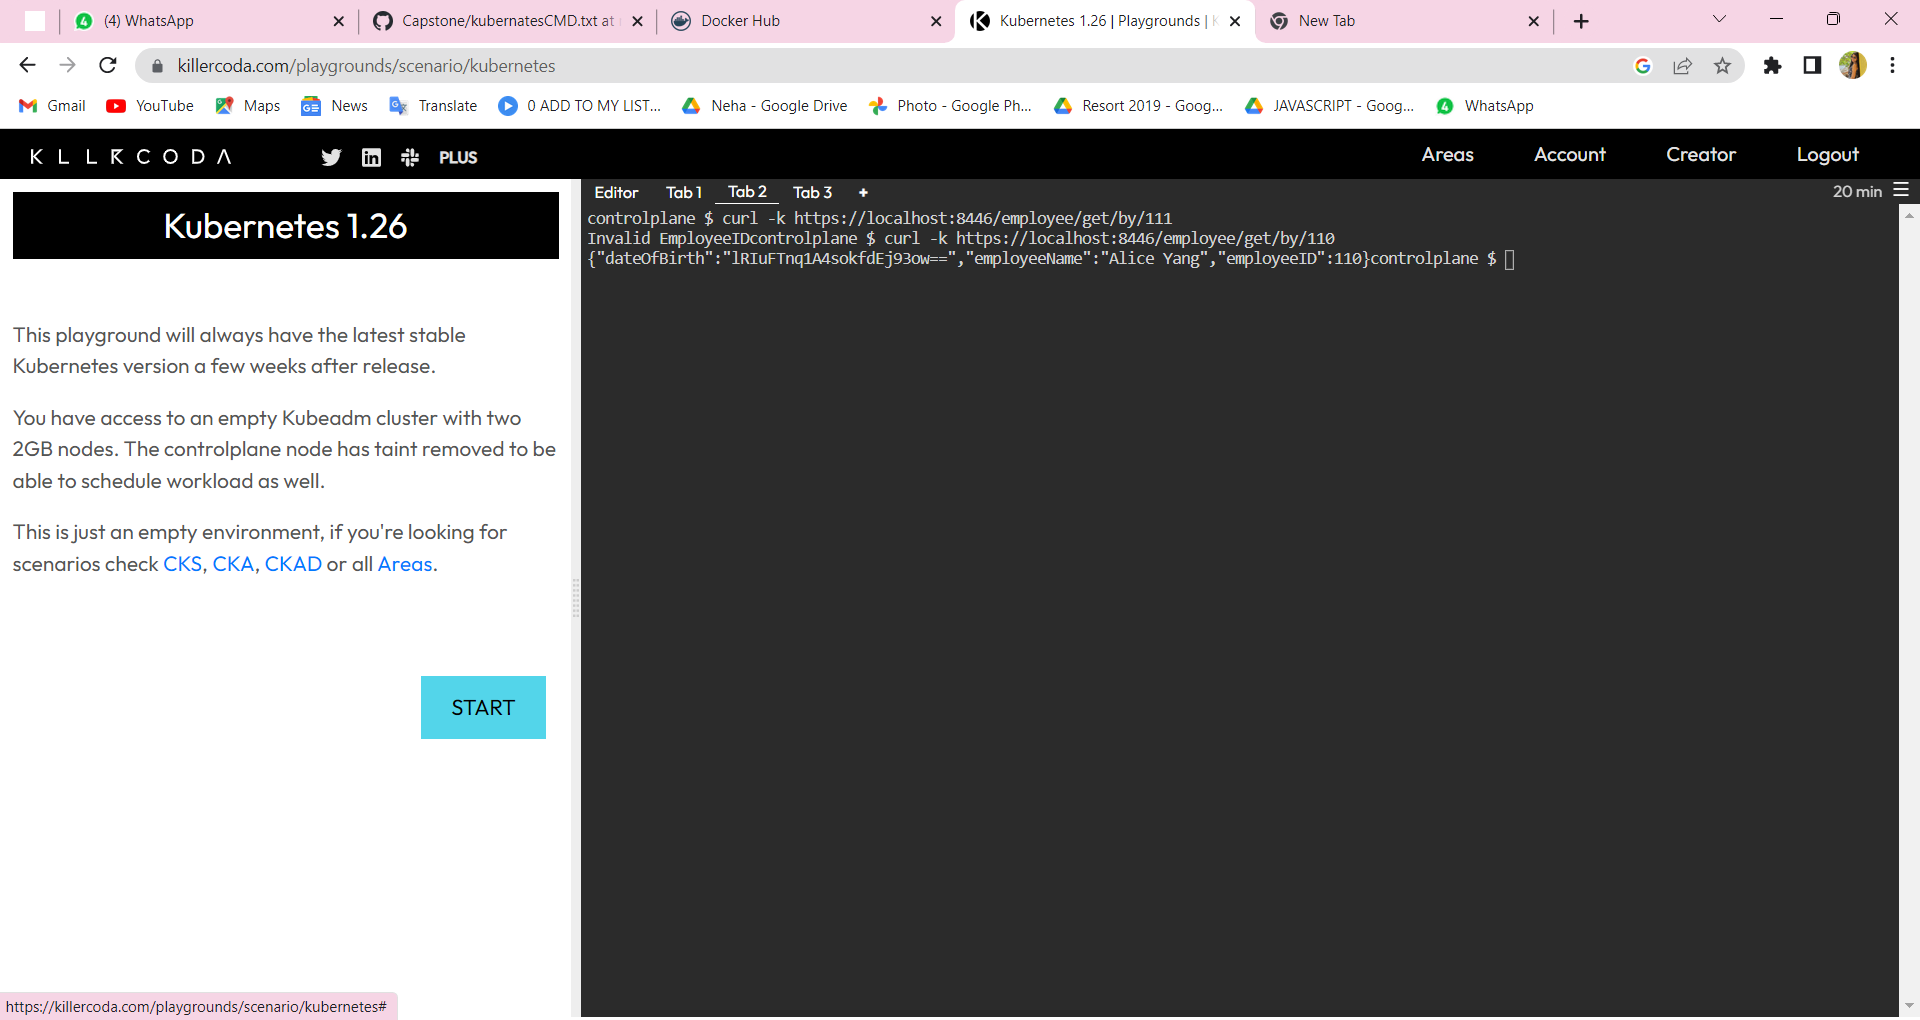 (4) WhatsApp
Capstone/kubernatesCMD.txt at
Docker Hub
Kubernetes 1.26 | Playgrounds |
New Tab
killercoda.com/playgrounds/scenario/kubernetes
Gmail
YouTube
Maps
News
Translate
0 ADD TO MY LIST...
Neha - Google Drive
Photo - Google Ph...
Resort 2019 - Goog...
JAVASCRIPT - Goog...
WhatsApp
KLLRCODA
PLUS
Areas
Account
Creator
Logout
Kubernetes 1.26
This playground will always have the latest stable
Kubernetes version a few weeks after release.
You have access to an empty Kubeadm cluster with two
2GB nodes. The controlplane node has taint removed to be
able to schedule workload as well.
This is just an empty environment, if you're looking for
scenarios check CKS, CKA, CKAD or all Areas.
START
Editor
Tab 1
Tab 2
Tab 3
+
20 min
controlplane $ curl -k https://localhost:8446/employee/get/by/111
Invalid EmployeeIDcontrolplane $ curl -k https://localhost:8446/employee/get/by/110
{"dateOfBirth":"lRIuFTnq1A4sokfdEj93ow==","employeeName":"Alice Yang","employeeID":110}controlplane $
https://killercoda.com/playgrounds/scenario/kubernetes#